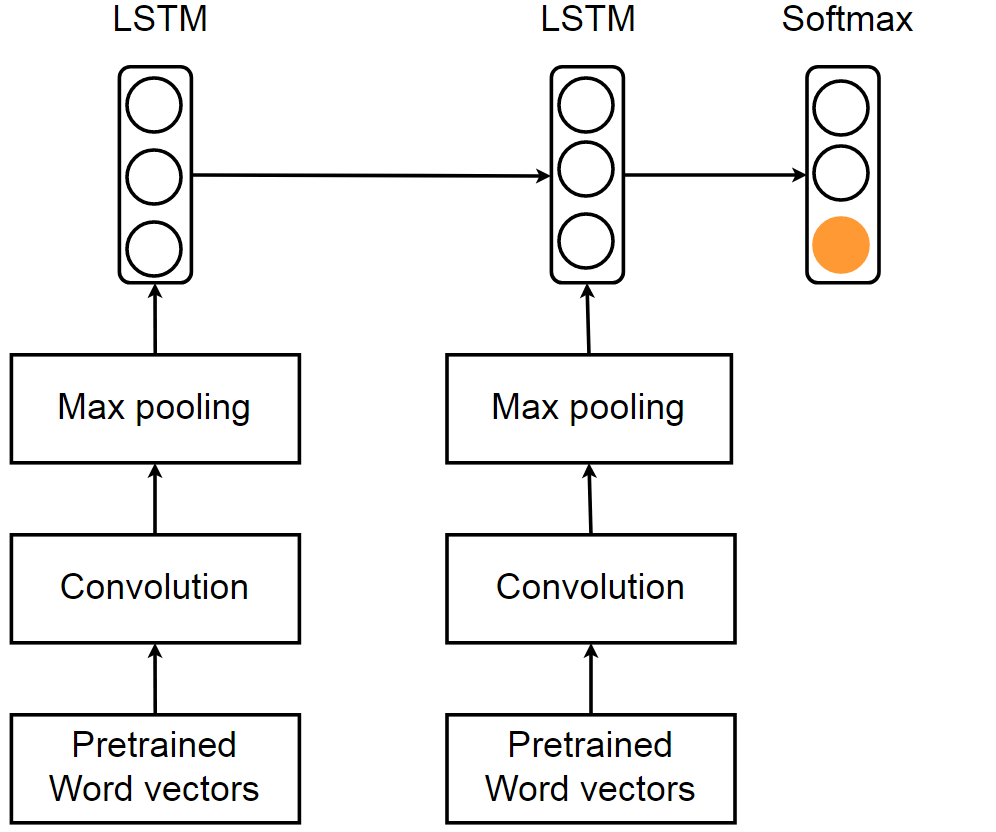 LSTM
LSTM
Softmax
Max pooling
Max pooling
Convolution
Convolution
Pretrained
Word vectors
Pretrained
Word vectors